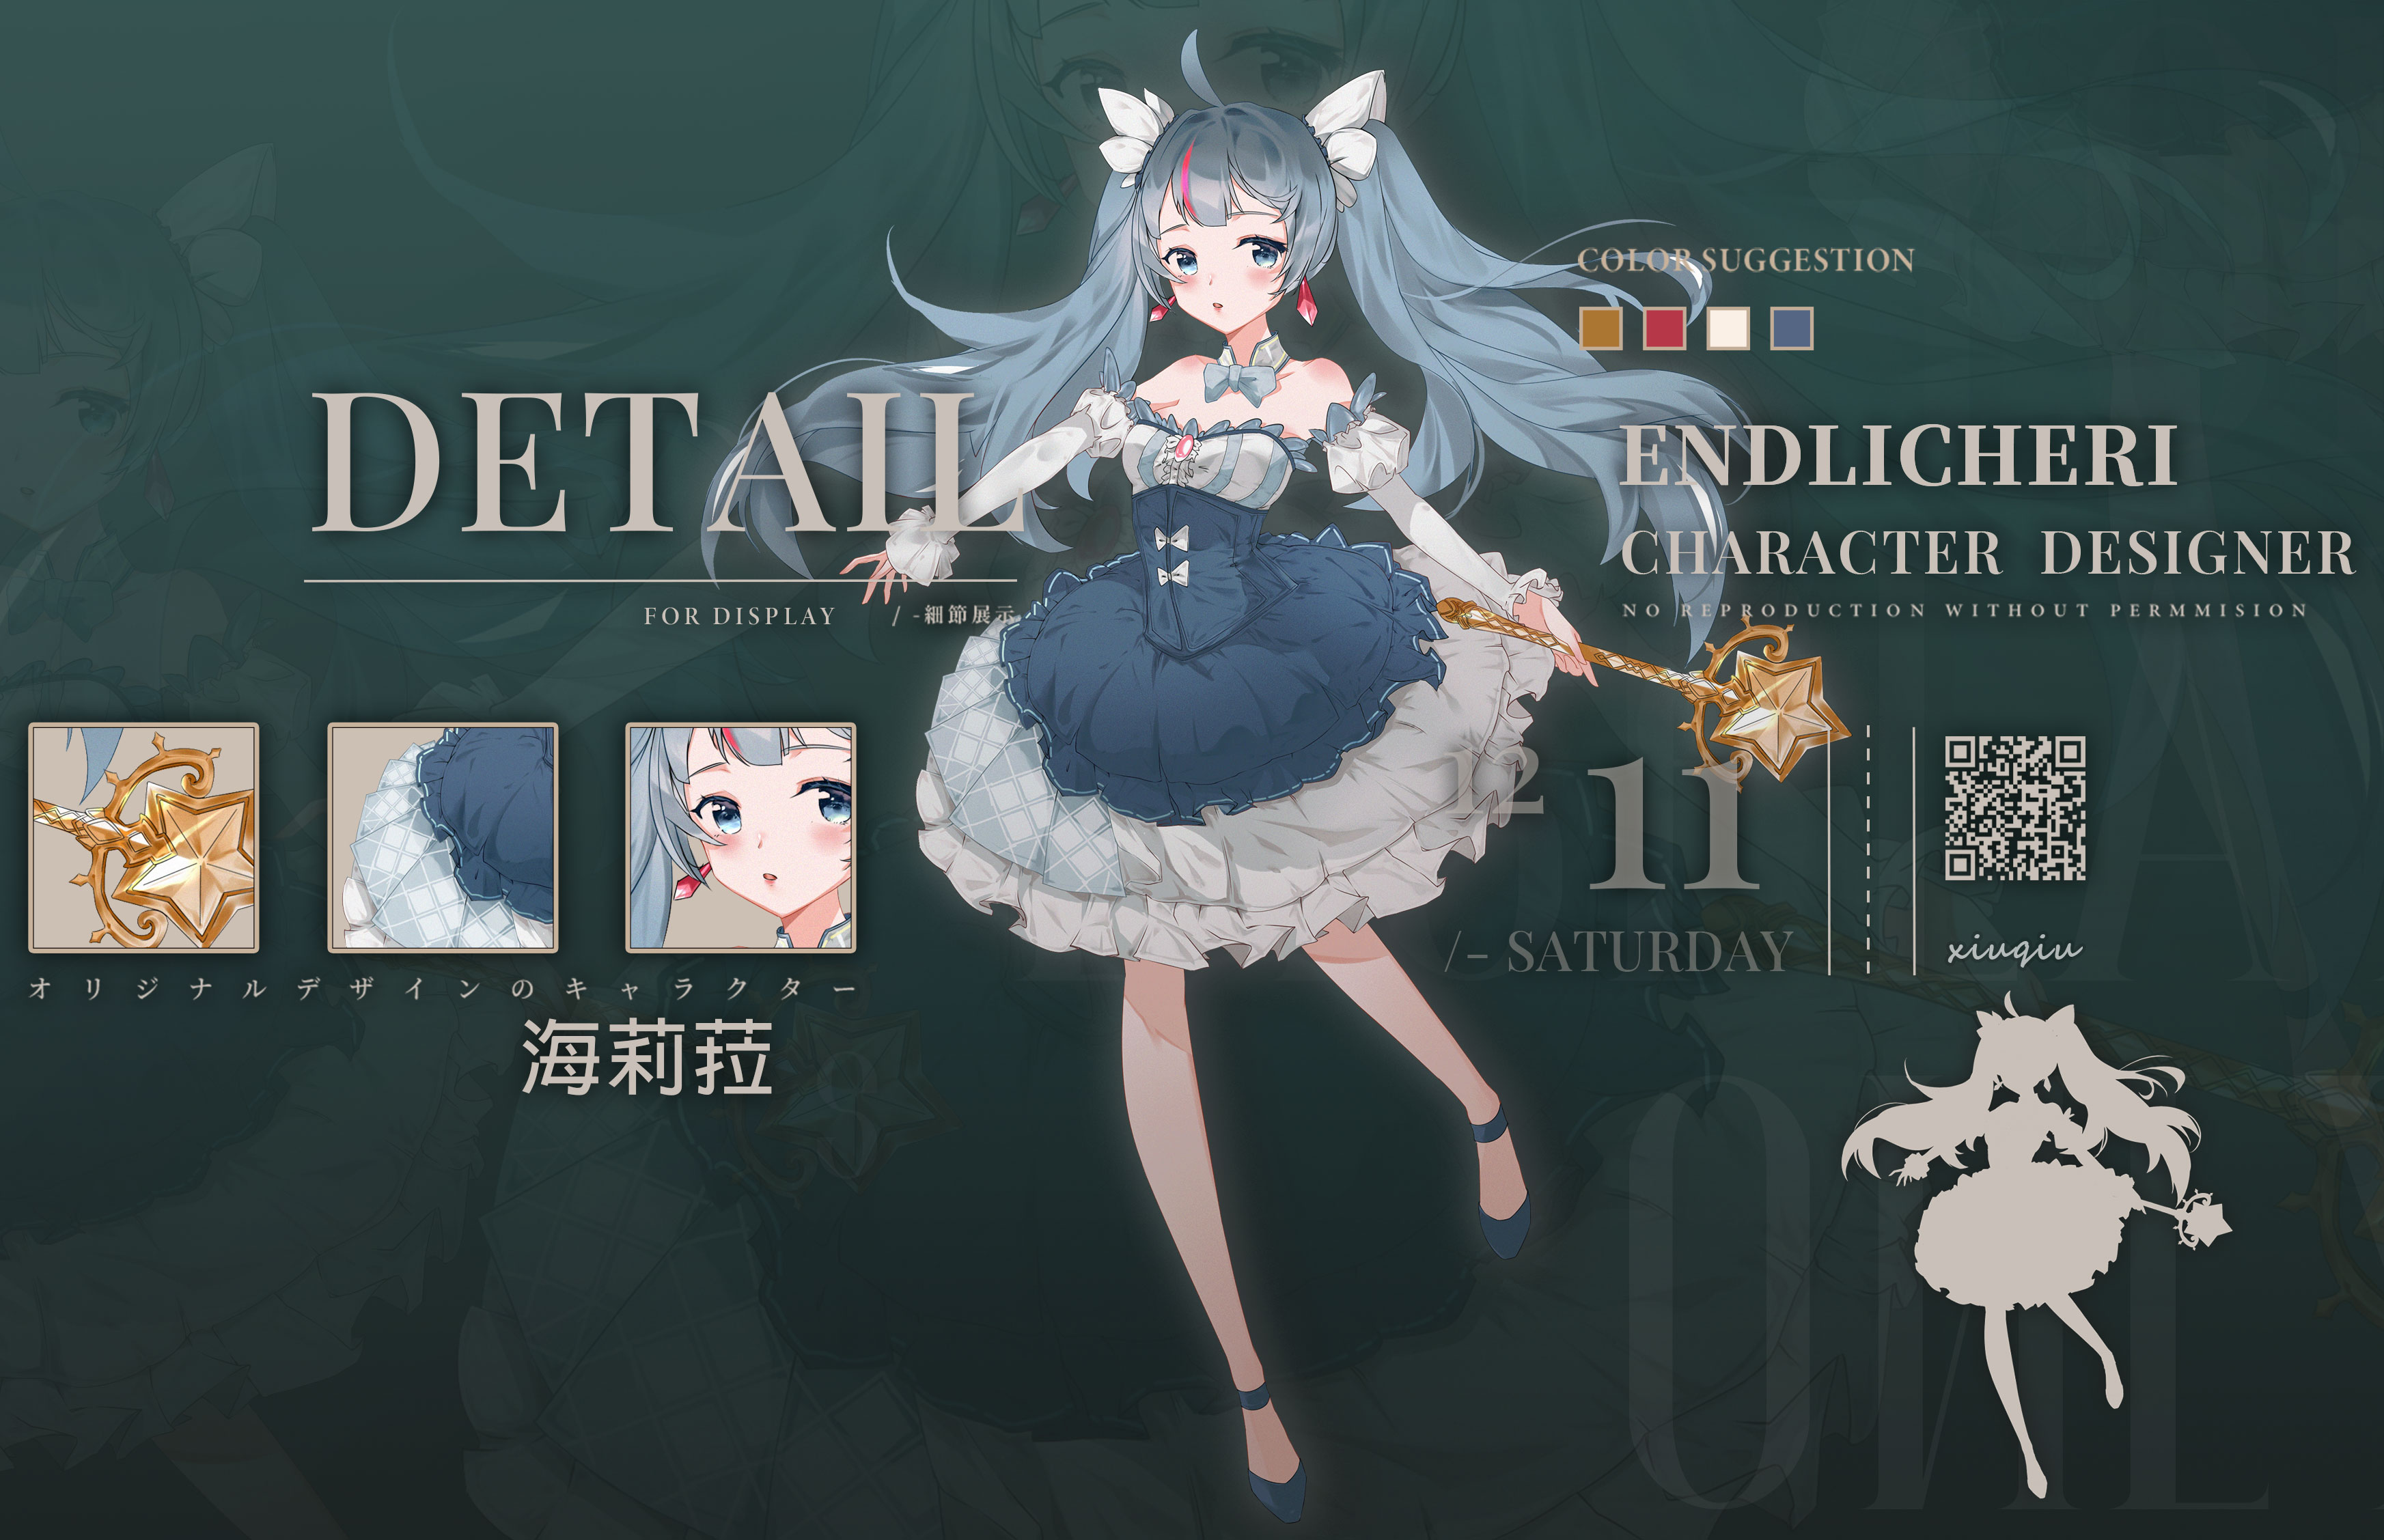 COLOR SUGGESTION
DETAIL
FOR DISPLAY / -細節展示
ENDLICHERI
CHARACTER DESIGNER
NO REPRODUCTION WITHOUT PERMMISION
12 11
/- SATURDAY
xiuqiu
オリジナルデザインのキャラクター
海莉菈